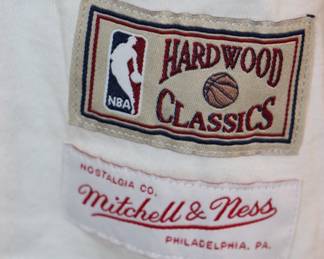 HARDWOOD
NBA
CLASSICS
NOSTALGIA CO.
Mitchell & Ness
PHILADELPHIA, PA.